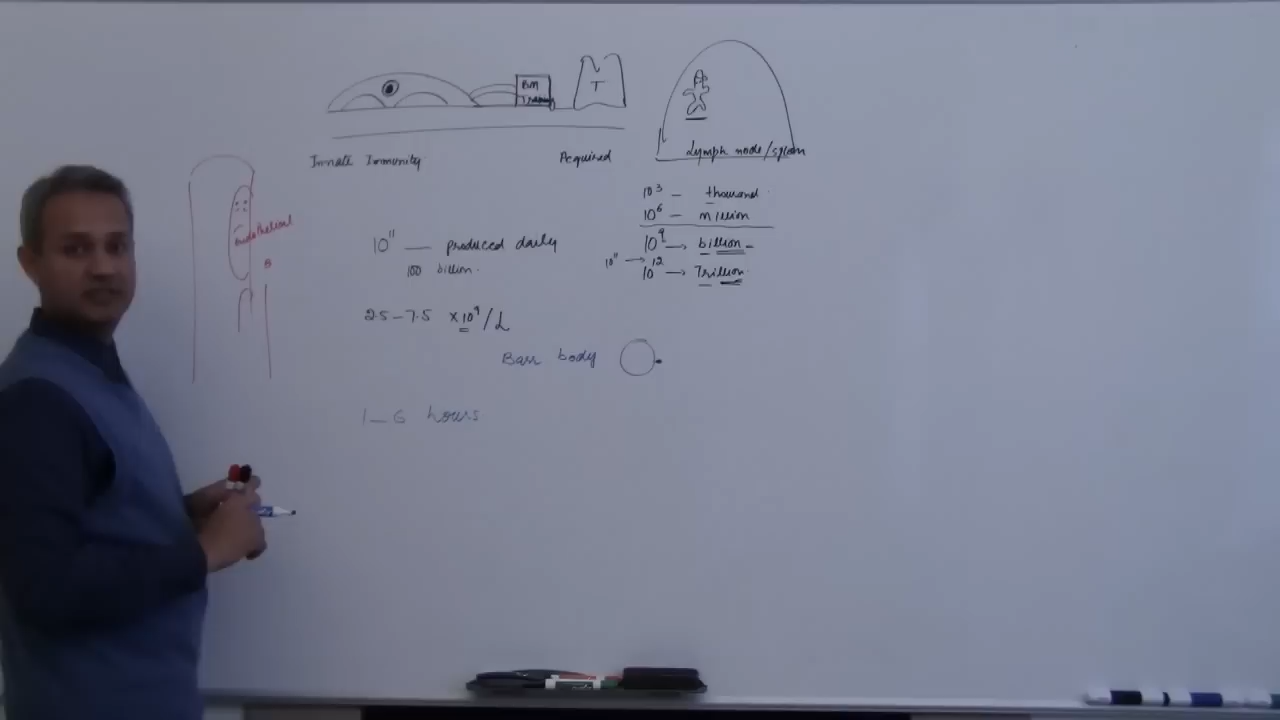 BM
T
Innate Immunity
Acquired
Lymph node/spleen
10³ — thousand
10⁶ — million
10⁹ → billion
10¹¹ → 10¹² → Trillion
Endothelial
10¹¹ — produced daily
100 billion.
2.5 – 7.5 ×10⁹/L
Barr body
1 – 6 hours